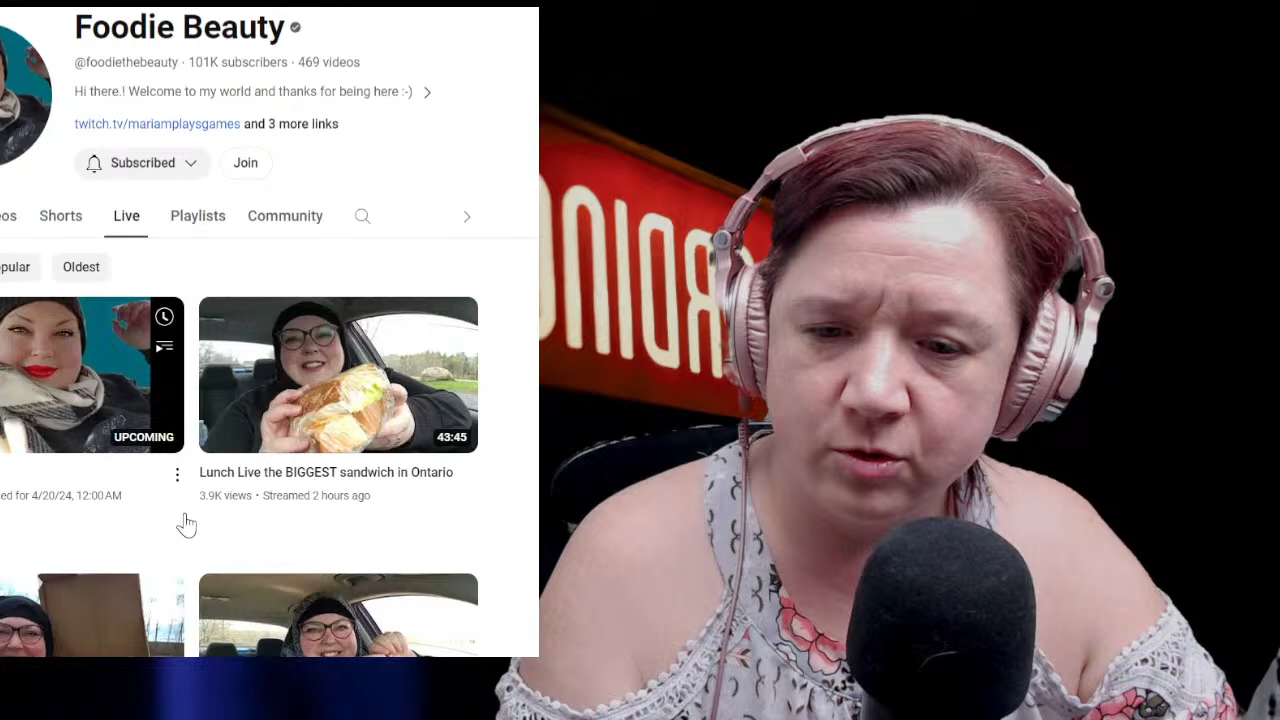 Foodie Beauty
@foodiethebeauty · 101K subscribers · 469 videos
Hi there.! Welcome to my world and thanks for being here :-)
twitch.tv/mariamplaysgames and 3 more links
Subscribed
Join
Shorts
Live
Playlists
Community
Oldest
UPCOMING
43:45
Lunch Live the BIGGEST sandwich in Ontario
for 4/20/24, 12:00 AM
3.9K views • Streamed 2 hours ago